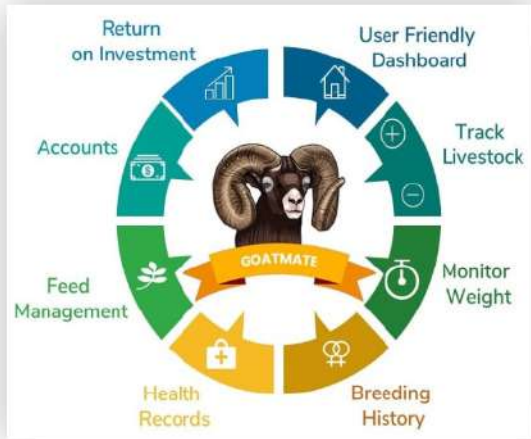 Return
on Investment
User Friendly
Dashboard
Accounts
Track
Livestock
GOATMATE
Feed
Management
Monitor
Weight
Health
Records
Breeding
History